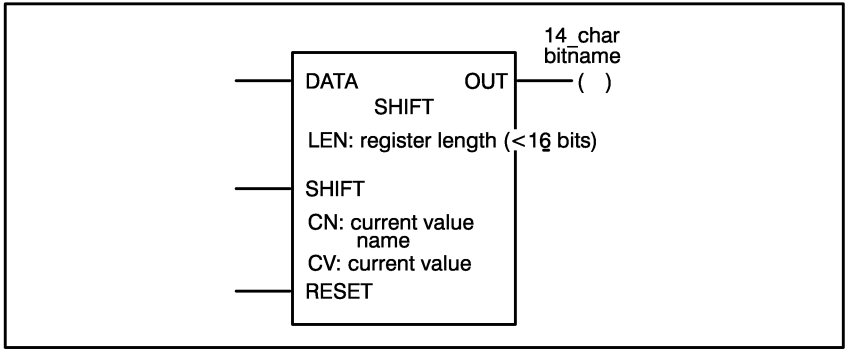 14_char
bitname
DATA
OUT
( )
SHIFT
LEN: register length (<16 bits)
SHIFT
CN: current value
name
CV: current value
RESET